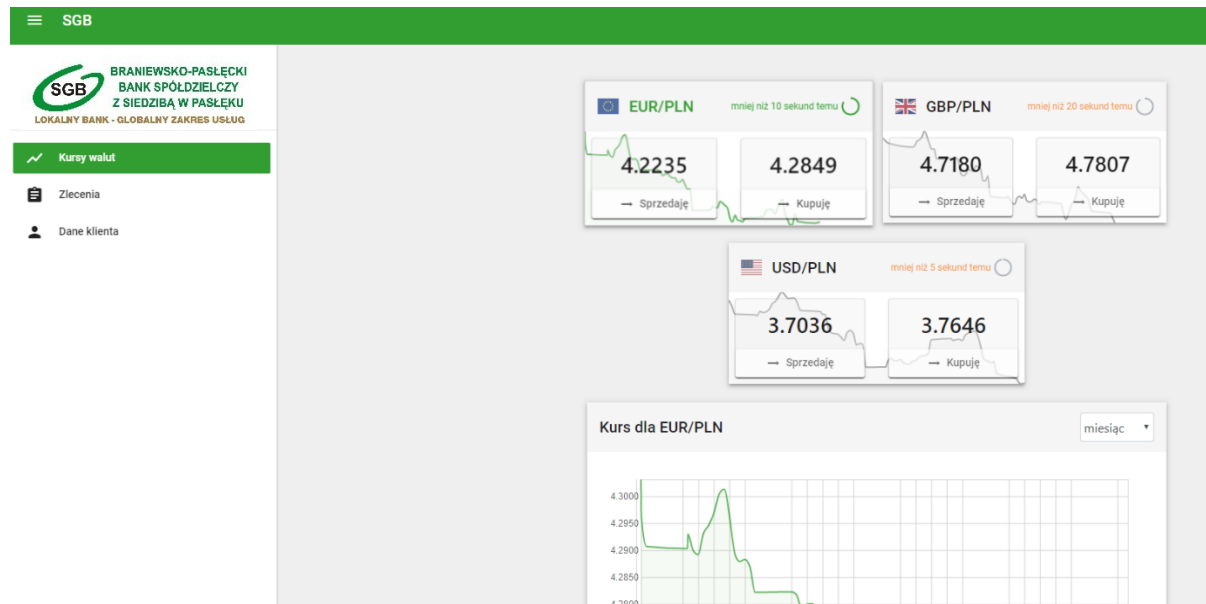 SGB
SGB
BRANIEWSKO-PASŁĘCKI
BANK SPÓŁDZIELCZY
Z SIEDZIBĄ W PASŁĘKU
LOKALNY BANK - GLOBALNY ZAKRES USŁUG
Kursy walut
Zlecenia
Dane klienta
EUR/PLN mniej niż 10 sekund temu
4.2235 4.2849
→ Sprzedaję → Kupuję
GBP/PLN mniej niż 20 sekund temu
4.7180 4.7807
→ Sprzedaję → Kupuję
USD/PLN mniej niż 5 sekund temu
3.7036 3.7646
→ Sprzedaję → Kupuję
Kurs dla EUR/PLN miesiąc
4.3000
4.2950
4.2900
4.2850
4.2800